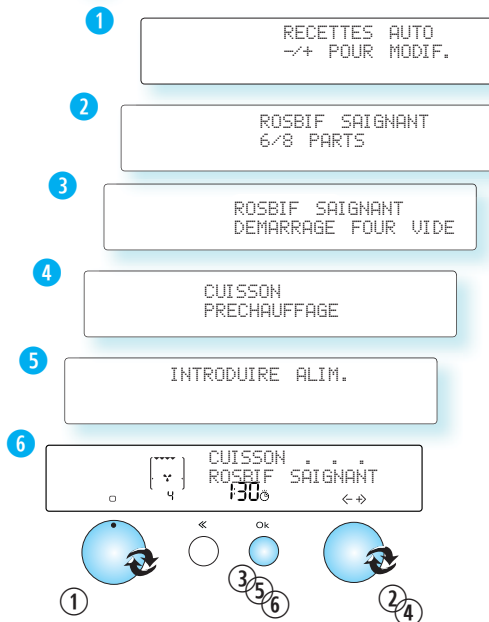 1
RECETTES AUTO
-/+ POUR MODIF.
2
ROSBIF SAIGNANT
6/8 PARTS
3
ROSBIF SAIGNANT
DEMARRAGE FOUR VIDE
4
CUISSON
PRECHAUFFAGE
5
INTRODUIRE ALIM.
6
CUISSON . . .
ROSBIF SAIGNANT
4 1:30
« Ok
1 3 5 6 2 4